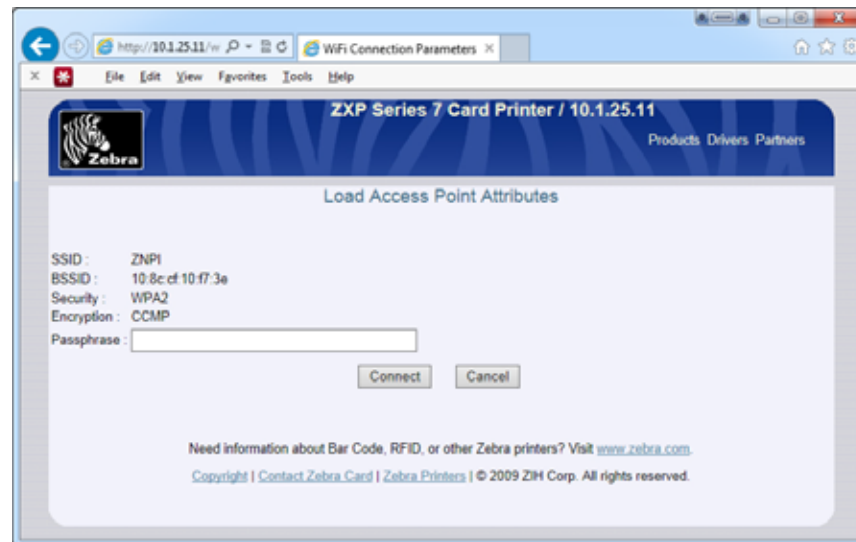 http://10.1.25.11/w
WiFi Connection Parameters
File Edit View Favorites Tools Help
ZXP Series 7 Card Printer / 10.1.25.11
Zebra
Products Drivers Partners
Load Access Point Attributes
SSID : ZNPI
BSSID : 10:8c:cf:10:f7:3e
Security : WPA2
Encryption : CCMP
Passphrase :
Connect Cancel
Need information about Bar Code, RFID, or other Zebra printers? Visit www.zebra.com.
Copyright | Contact Zebra Card | Zebra Printers | © 2009 ZIH Corp. All rights reserved.